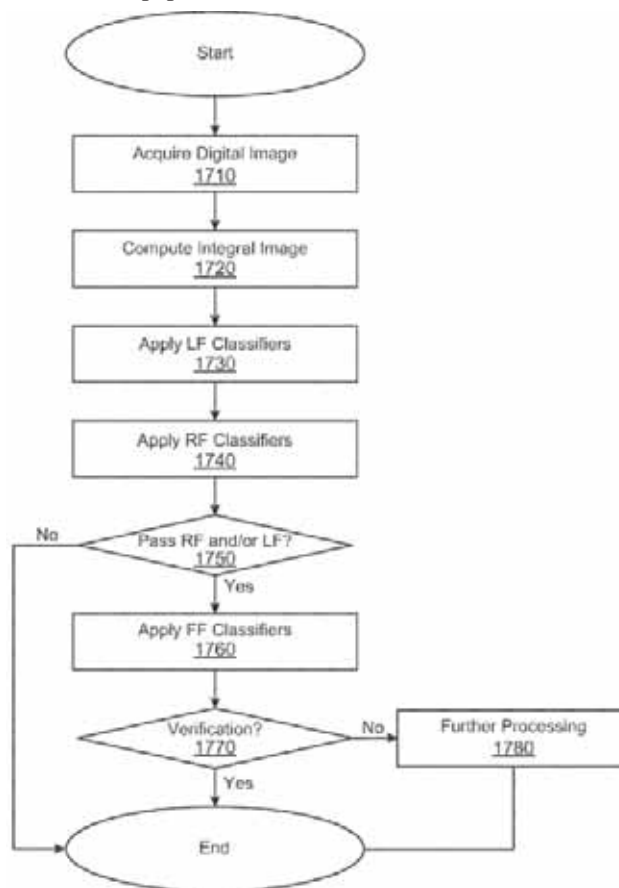 Start
Acquire Digital Image
1710
Compute Integral Image
1720
Apply LF Classifiers
1730
Apply RF Classifiers
1740
No
Pass RF and/or LF?
1750
Yes
Apply FF Classifiers
1760
Verification?
1770
No
Further Processing
1780
Yes
End